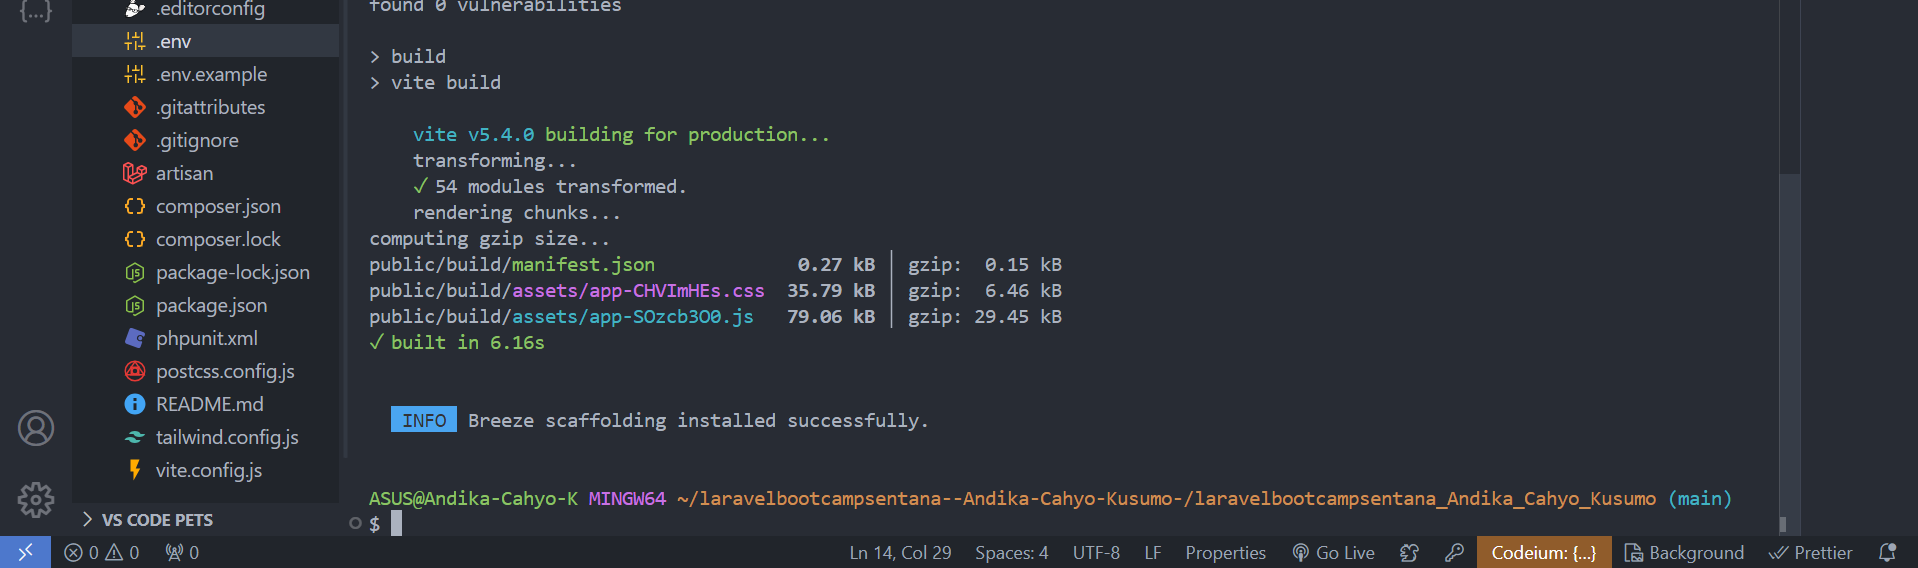 .editorconfig
.env
.env.example
.gitattributes
.gitignore
artisan
composer.json
composer.lock
package-lock.json
package.json
phpunit.xml
postcss.config.js
README.md
tailwind.config.js
vite.config.js
VS CODE PETS
found 0 vulnerabilities
> build
> vite build
vite v5.4.0 building for production...
transforming...
✓ 54 modules transformed.
rendering chunks...
computing gzip size...
public/build/manifest.json 0.27 kB │ gzip: 0.15 kB
public/build/assets/app-CHVImHEs.css 35.79 kB │ gzip: 6.46 kB
public/build/assets/app-SOzcb3O0.js 79.06 kB │ gzip: 29.45 kB
✓ built in 6.16s
INFO Breeze scaffolding installed successfully.
ASUS@Andika-Cahyo-K MINGW64 ~/laravelbootcampsentana--Andika-Cahyo-Kusumo-/laravelbootcampsentana_Andika_Cahyo_Kusumo (main)
$
0 0 0 Ln 14, Col 29 Spaces: 4 UTF-8 LF Properties Go Live Codeium: {...} Background Prettier